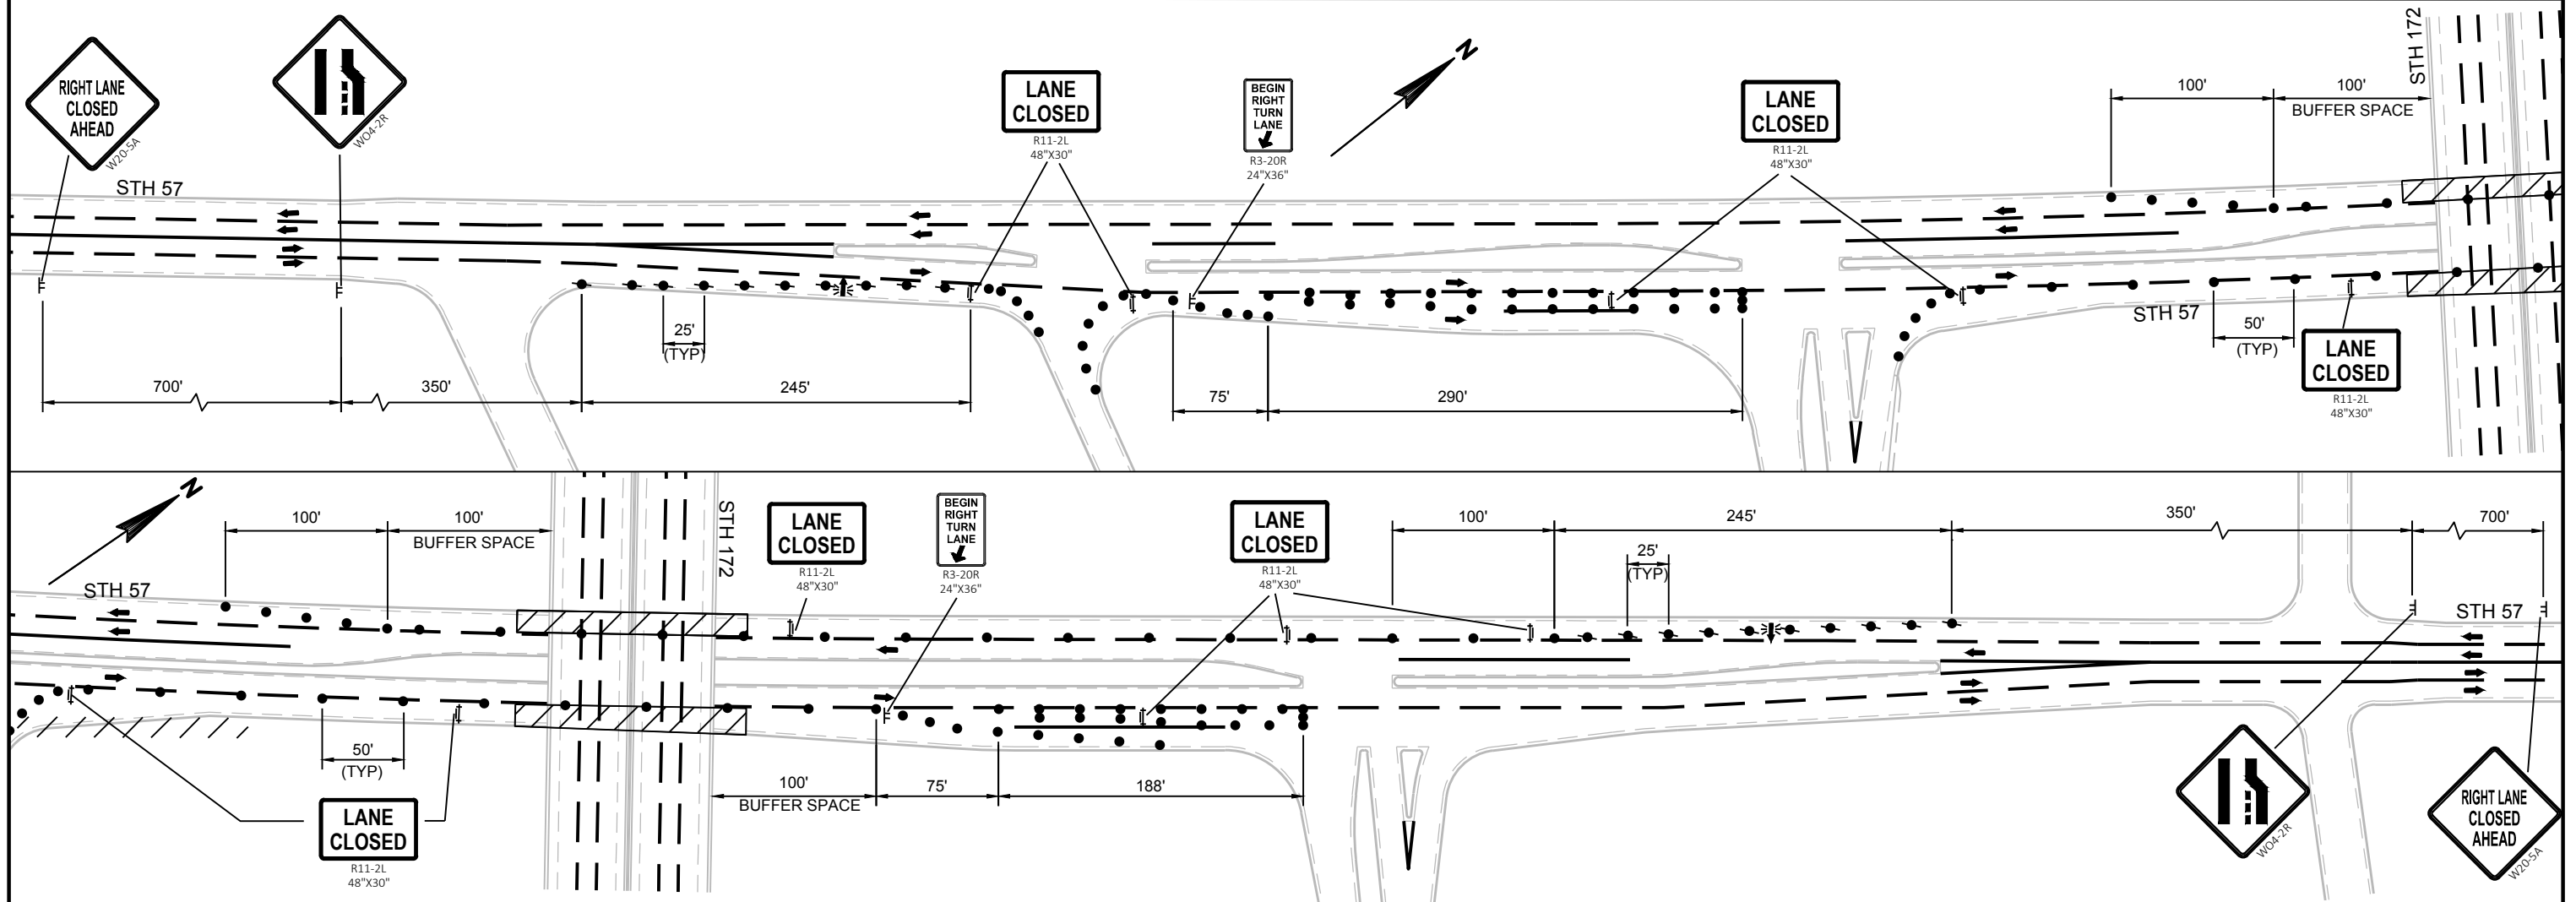 RIGHT LANE
CLOSED
AHEAD
W20-5A
WO4-2R
STH 57
LANE
CLOSED
R11-2L
48"X30"
BEGIN
RIGHT
TURN
LANE
R3-20R
24"X36"
N
LANE
CLOSED
R11-2L
48"X30"
100'
100'
BUFFER SPACE
STH 172
25'
(TYP)
700'
350'
245'
75'
290'
STH 57
50'
(TYP)
LANE
CLOSED
R11-2L
48"X30"
N
STH 57
100'
100'
BUFFER SPACE
STH 172
LANE
CLOSED
R11-2L
48"X30"
BEGIN
RIGHT
TURN
LANE
R3-20R
24"X36"
LANE
CLOSED
R11-2L
48"X30"
100'
245'
25'
(TYP)
350'
700'
STH 57
50'
(TYP)
LANE
CLOSED
R11-2L
48"X30"
100'
BUFFER SPACE
75'
188'
WO4-2R
RIGHT LANE
CLOSED
AHEAD
W20-5A